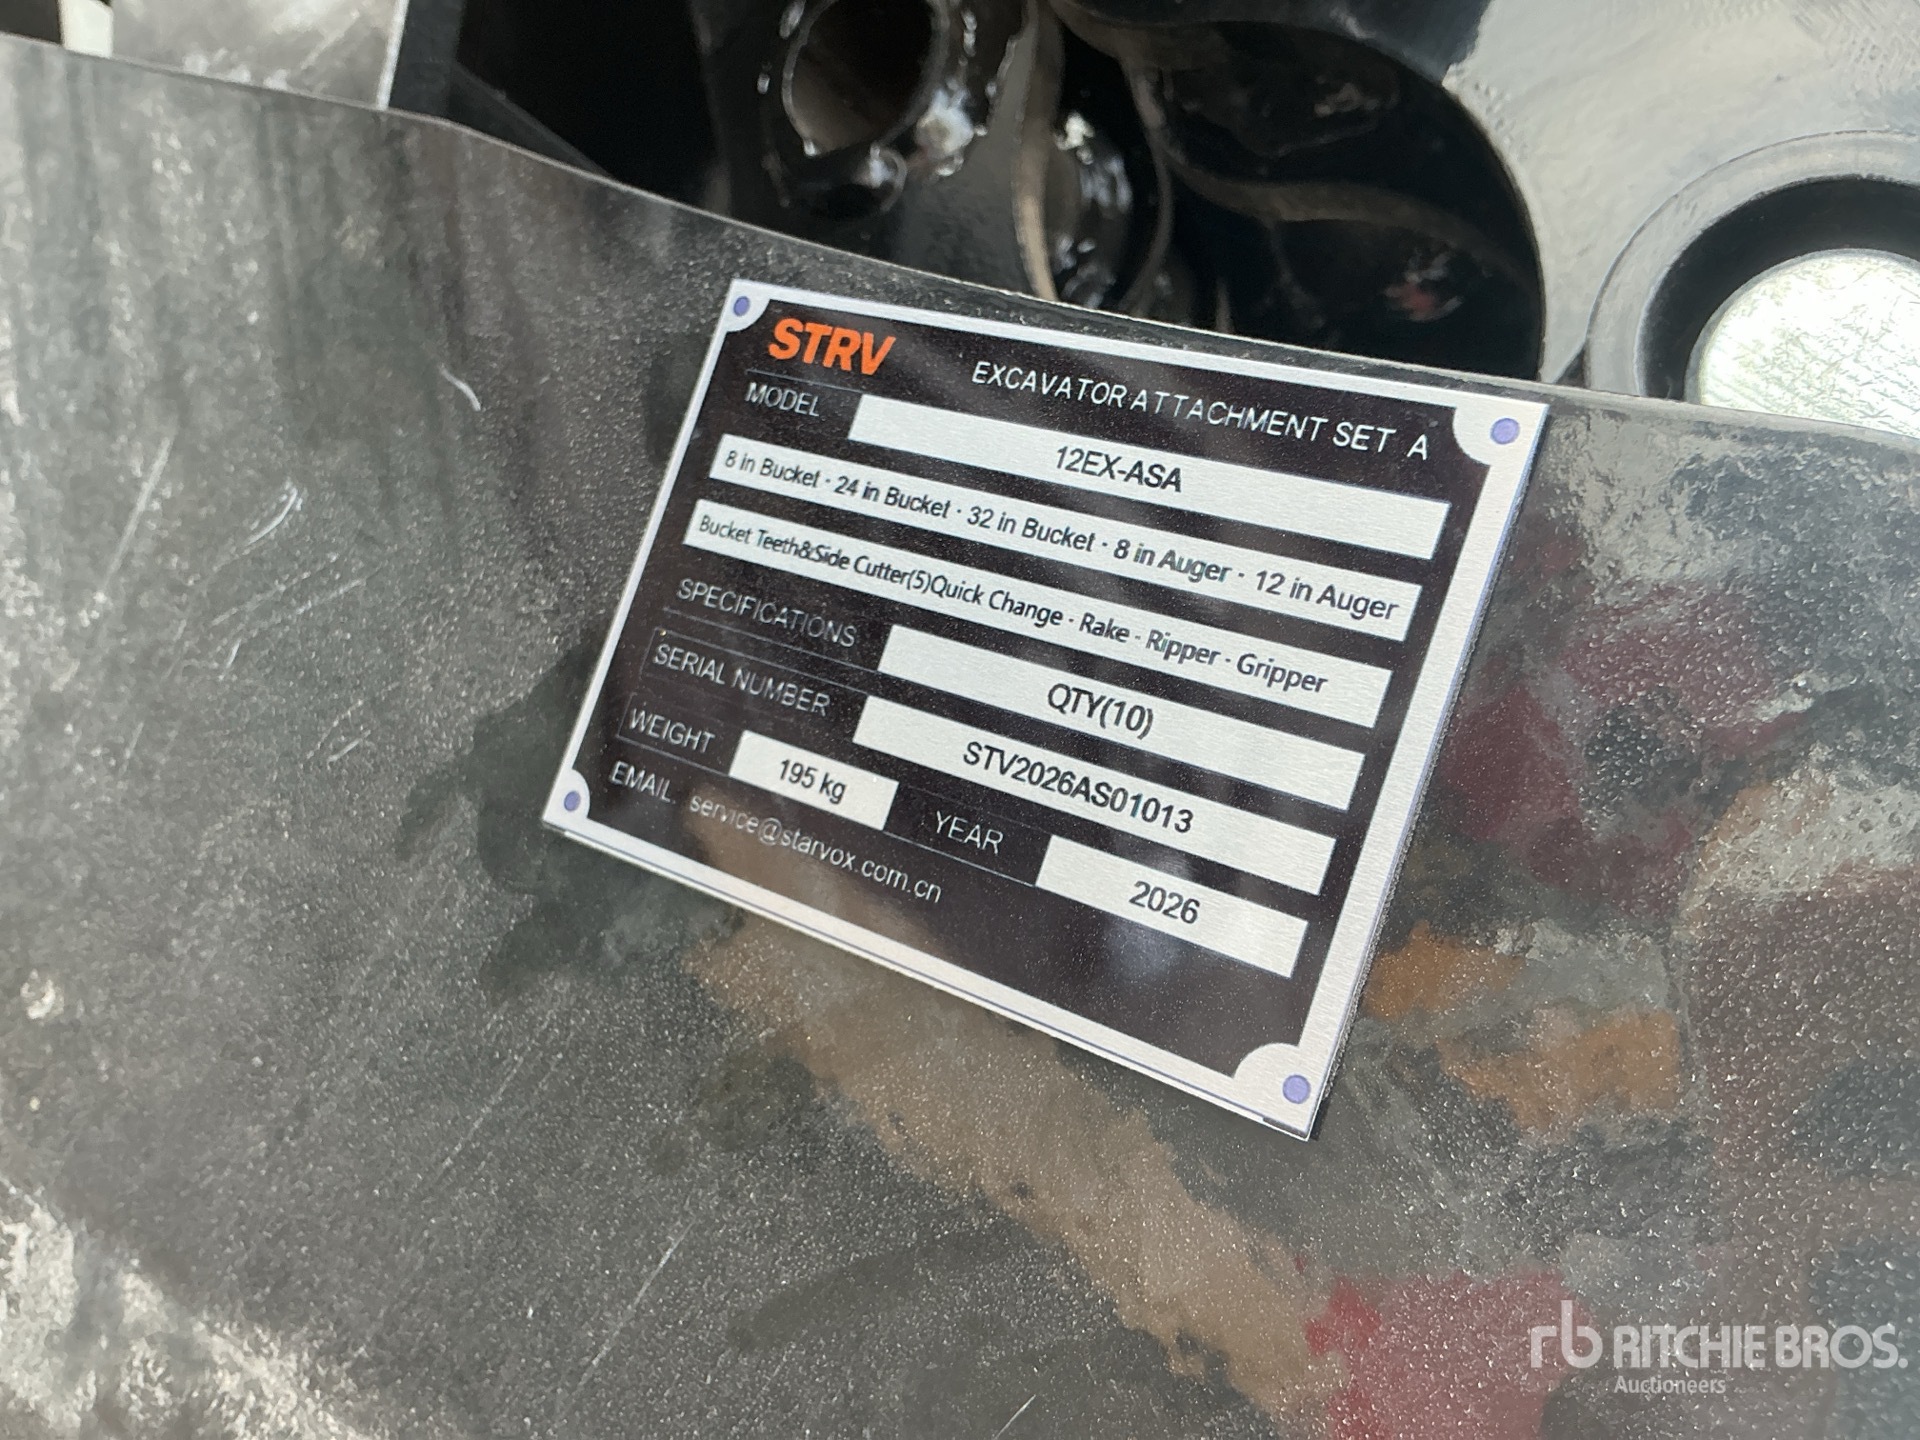 STRV EXCAVATOR ATTACHMENT SET A
MODEL 12EX-ASA
8 in Bucket · 24 in Bucket · 32 in Bucket · 8 in Auger · 12 in Auger
Bucket Teeth&Side Cutter(5)Quick Change · Rake · Ripper · Gripper
SPECIFICATIONS QTY(10)
SERIAL NUMBER STV2026AS01013
WEIGHT 195 kg YEAR 2026
EMAIL: service@starvox.com.cn
rb RITCHIE BROS.
Auctioneers